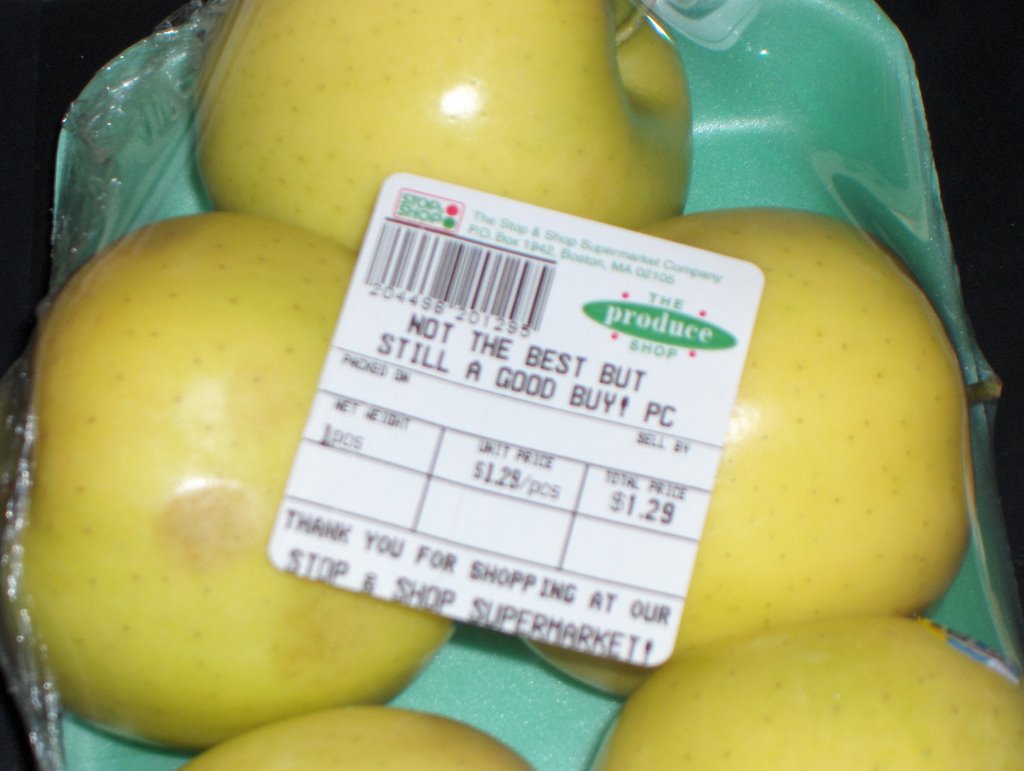 STOP & SHOP
The Stop & Shop Supermarket Company
P.O. Box 1942, Boston, MA 02105
204498 201295
THE
produce
SHOP
NOT THE BEST BUT
STILL A GOOD BUY! PC
PACKED ON
SELL BY
NET WEIGHT
UNIT PRICE
TOTAL PRICE
1pcs
$1.29/pcs
$1.29
THANK YOU FOR SHOPPING AT OUR
STOP & SHOP SUPERMARKET!